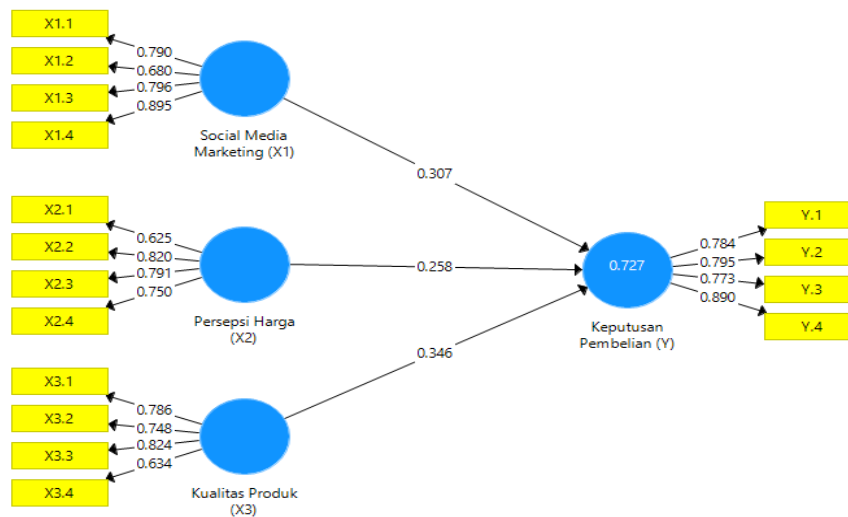 X1.1
0.790
X1.2
0.680
X1.3
0.796
X1.4
0.895
Social Media
Marketing (X1)
0.307
X2.1
0.625
X2.2
0.820
X2.3
0.791
X2.4
0.750
Persepsi Harga
(X2)
0.258
X3.1
0.786
X3.2
0.748
X3.3
0.824
X3.4
0.634
Kualitas Produk
(X3)
0.346
0.727
Keputusan
Pembelian (Y)
Y.1
0.784
Y.2
0.795
Y.3
0.773
Y.4
0.890